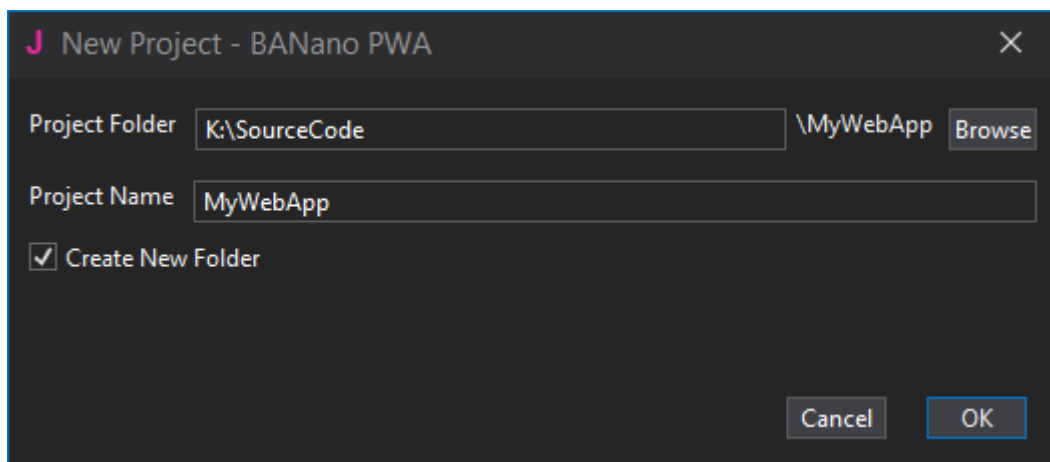 J New Project - BANano PWA
Project Folder K:\SourceCode \MyWebApp Browse
Project Name MyWebApp
Create New Folder
Cancel OK